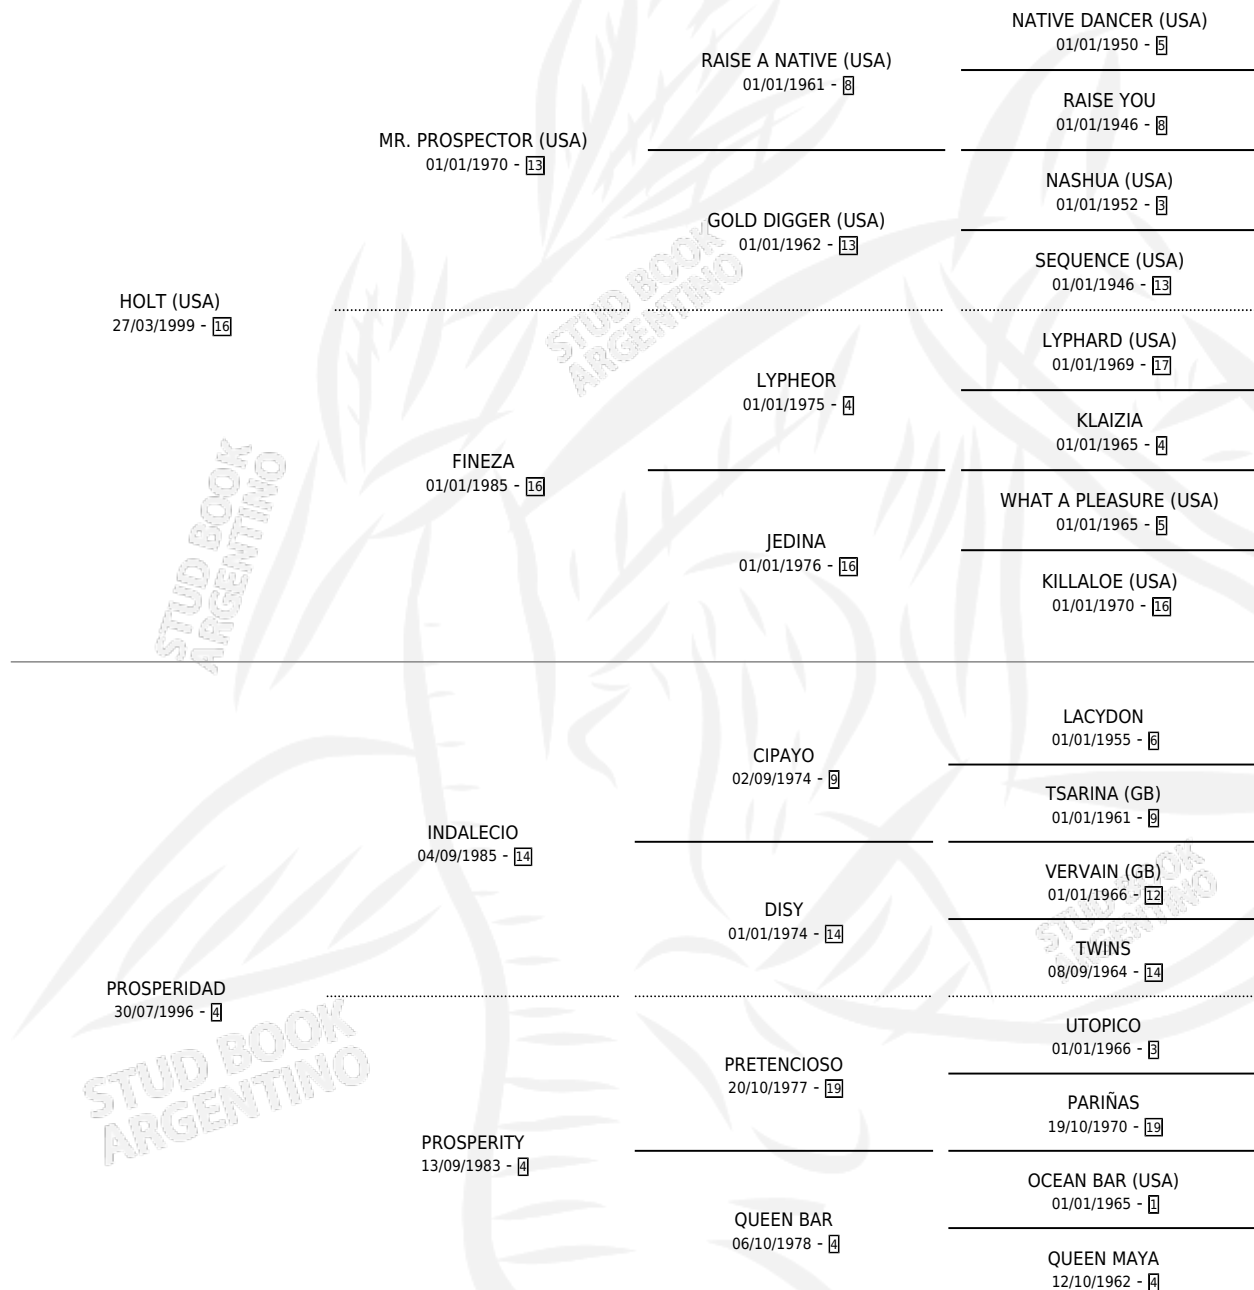 NATIVE DANCER (USA)
01/01/1950 - 5
RAISE A NATIVE (USA)
01/01/1961 - 8
RAISE YOU
01/01/1946 - 8
MR. PROSPECTOR (USA)
01/01/1970 - 13
NASHUA (USA)
01/01/1952 - 3
GOLD DIGGER (USA)
01/01/1962 - 13
SEQUENCE (USA)
01/01/1946 - 13
HOLT (USA)
27/03/1999 - 16
LYPHARD (USA)
01/01/1969 - 17
LYPHEOR
01/01/1975 - 4
KLAIZIA
01/01/1965 - 4
FINEZA
01/01/1985 - 16
WHAT A PLEASURE (USA)
01/01/1965 - 5
JEDINA
01/01/1976 - 16
KILLALOE (USA)
01/01/1970 - 16
LACYDON
01/01/1955 - 6
CIPAYO
02/09/1974 - 9
TSARINA (GB)
01/01/1961 - 9
INDALECIO
04/09/1985 - 14
VERVAIN (GB)
01/01/1966 - 12
DISY
01/01/1974 - 14
TWINS
08/09/1964 - 14
PROSPERIDAD
30/07/1996 - 4
UTOPICO
01/01/1966 - 3
PRETENCIOSO
20/10/1977 - 19
PARIÑAS
19/10/1970 - 19
PROSPERITY
13/09/1983 - 4
OCEAN BAR (USA)
01/01/1965 - 1
QUEEN BAR
06/10/1978 - 4
QUEEN MAYA
12/10/1962 - 4
STUD BOOK
ARGENTINO
STUD BOOK
ARGENTINO
STUD BOOK
ARGENTINO
STUD BOOK
ARGENTINO